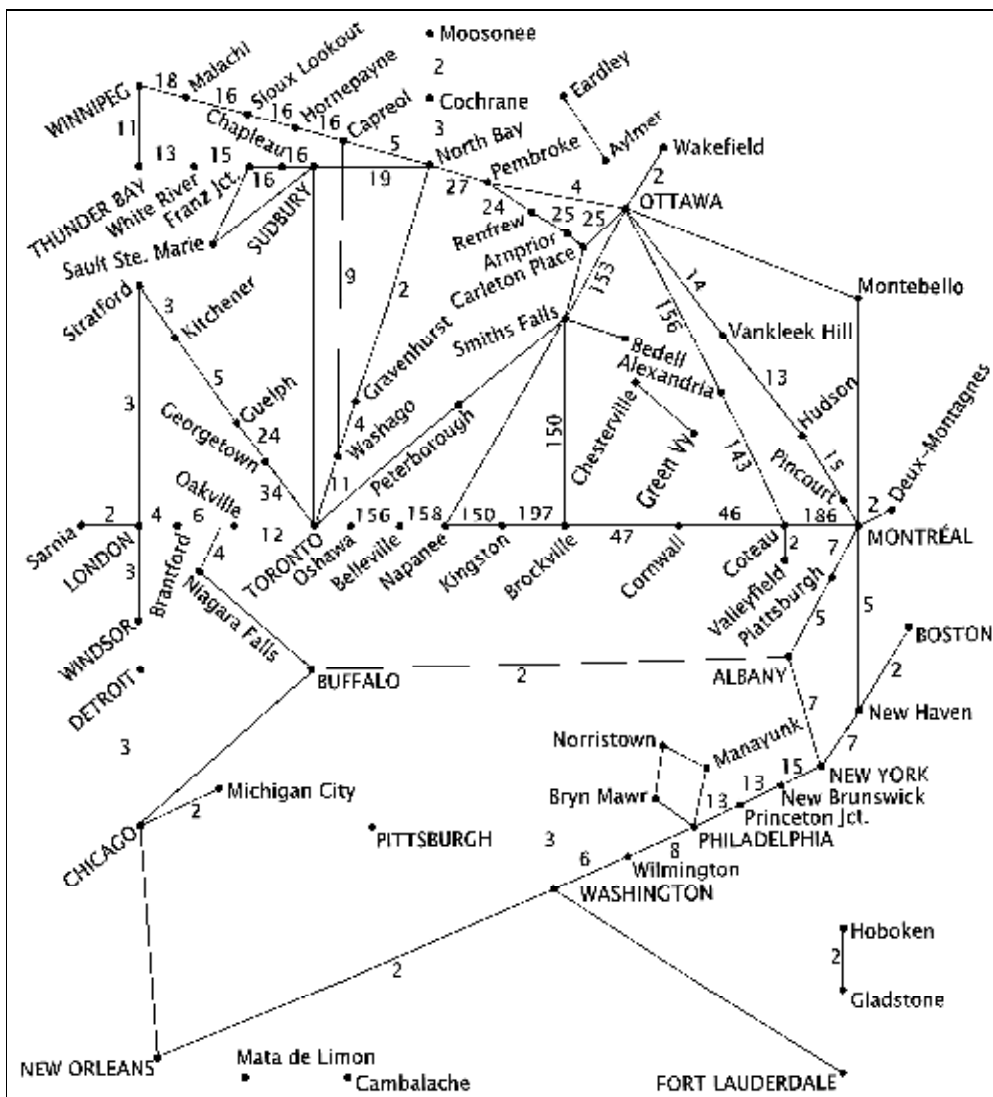 Moosonee
2
Cochrane
3
Eardley
Aylmer
Wakefield
2
WINNIPEG
18
Malachi
16
Sioux Lookout
16
Hornepayne
16
Capreol
5
North Bay
11
13
15
Chapleau
16
16
19
27
Pembroke
4
OTTAWA
THUNDER BAY
White River
Franz Jct.
Sault Ste. Marie
SUDBURY
24
Renfrew
25
Arnprior
25
Carleton Place
153
9
2
14
156
Montebello
Stratford
3
Kitchener
5
Guelph
24
Georgetown
34
Gravenhurst
4
Washago
11
Smiths Falls
Peterborough
Bedell
Alexandria
Vankleek Hill
13
Hudson
15
Pincourt
150
Chesterville
Green Vy
143
Deux-Montagnes
2
3
Sarnia
2
LONDON
4
Brantford
6
Oakville
12
TORONTO
Oshawa
156
Belleville
158
Napanee
150
Kingston
197
Brockville
47
Cornwall
46
Coteau
186
MONTRÉAL
2
Valleyfield
7
Plattsburgh
5
5
3
WINDSOR
4
Niagara Falls
DETROIT
BUFFALO
2
ALBANY
BOSTON
2
7
New Haven
7
3
Michigan City
2
CHICAGO
PITTSBURGH
Norristown
Manayunk
Bryn Mawr
NEW YORK
15
New Brunswick
13
Princeton Jct.
13
PHILADELPHIA
3
8
Wilmington
6
WASHINGTON
2
Hoboken
2
Gladstone
NEW ORLEANS
Mata de Limon
Cambalache
FORT LAUDERDALE